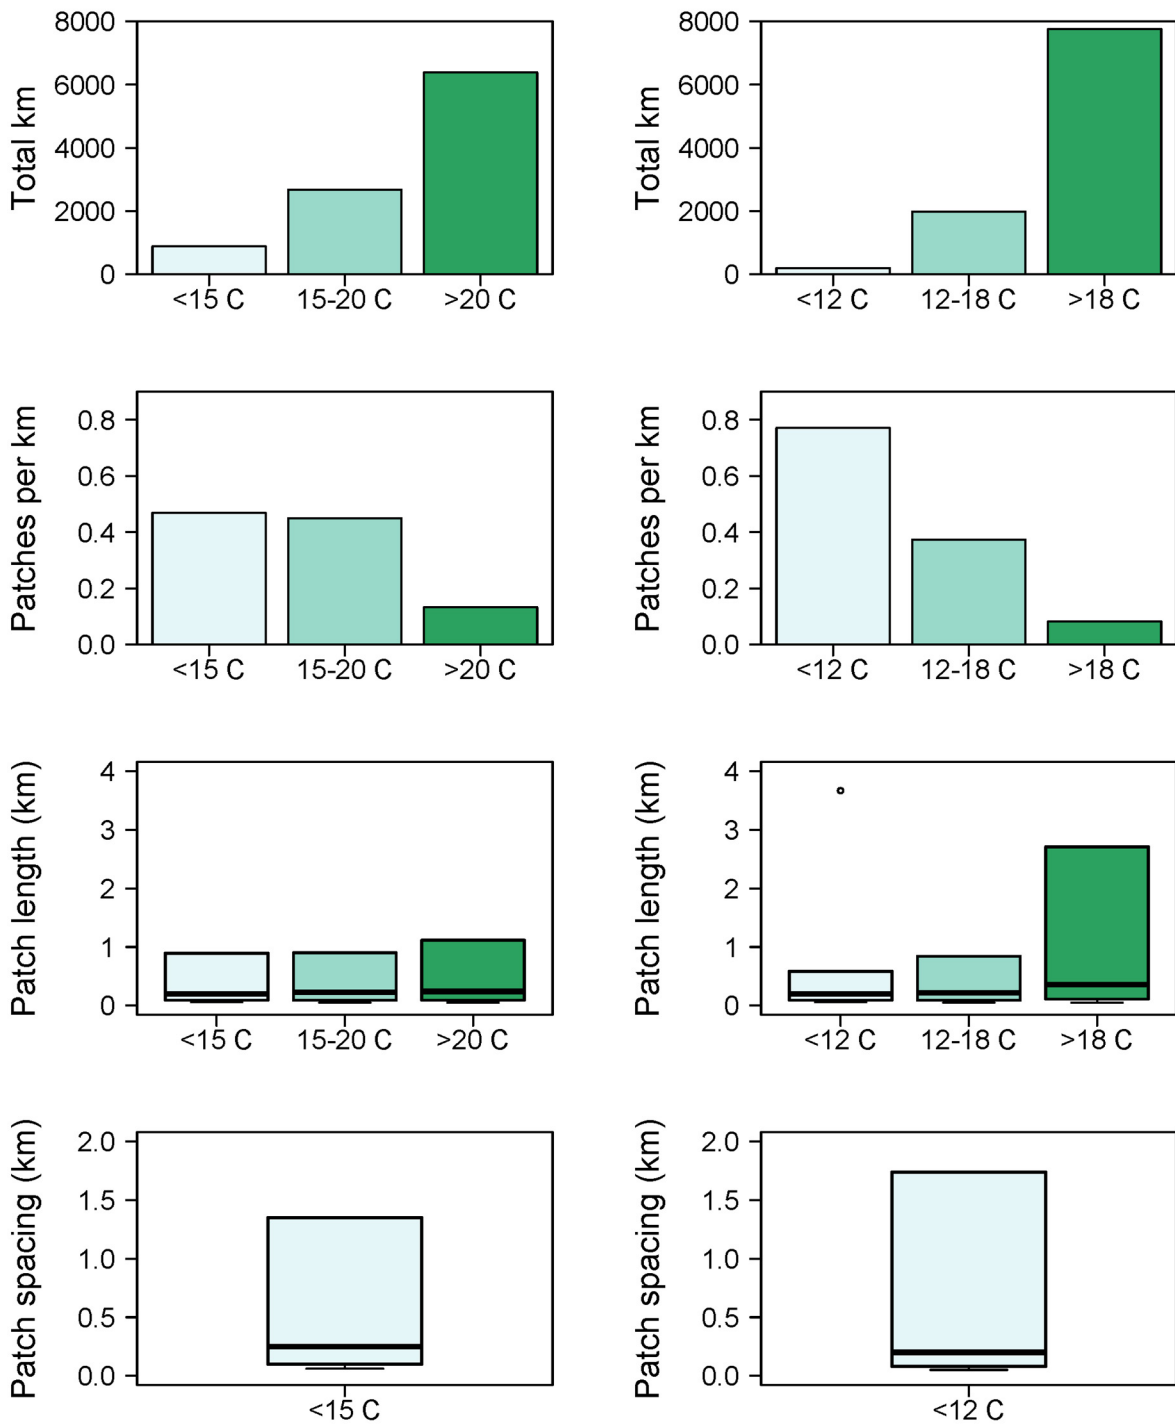 Total km
8000
6000
4000
2000
0
<15 C 15-20 C >20 C
Total km
8000
6000
4000
2000
0
<12 C 12-18 C >18 C
Patches per km
0.8
0.6
0.4
0.2
0.0
<15 C 15-20 C >20 C
Patches per km
0.8
0.6
0.4
0.2
0.0
<12 C 12-18 C >18 C
Patch length (km)
4
3
2
1
0
<15 C 15-20 C >20 C
Patch length (km)
4
3
2
1
0
<12 C 12-18 C >18 C
Patch spacing (km)
2.0
1.5
1.0
0.5
0.0
<15 C
Patch spacing (km)
2.0
1.5
1.0
0.5
0.0
<12 C